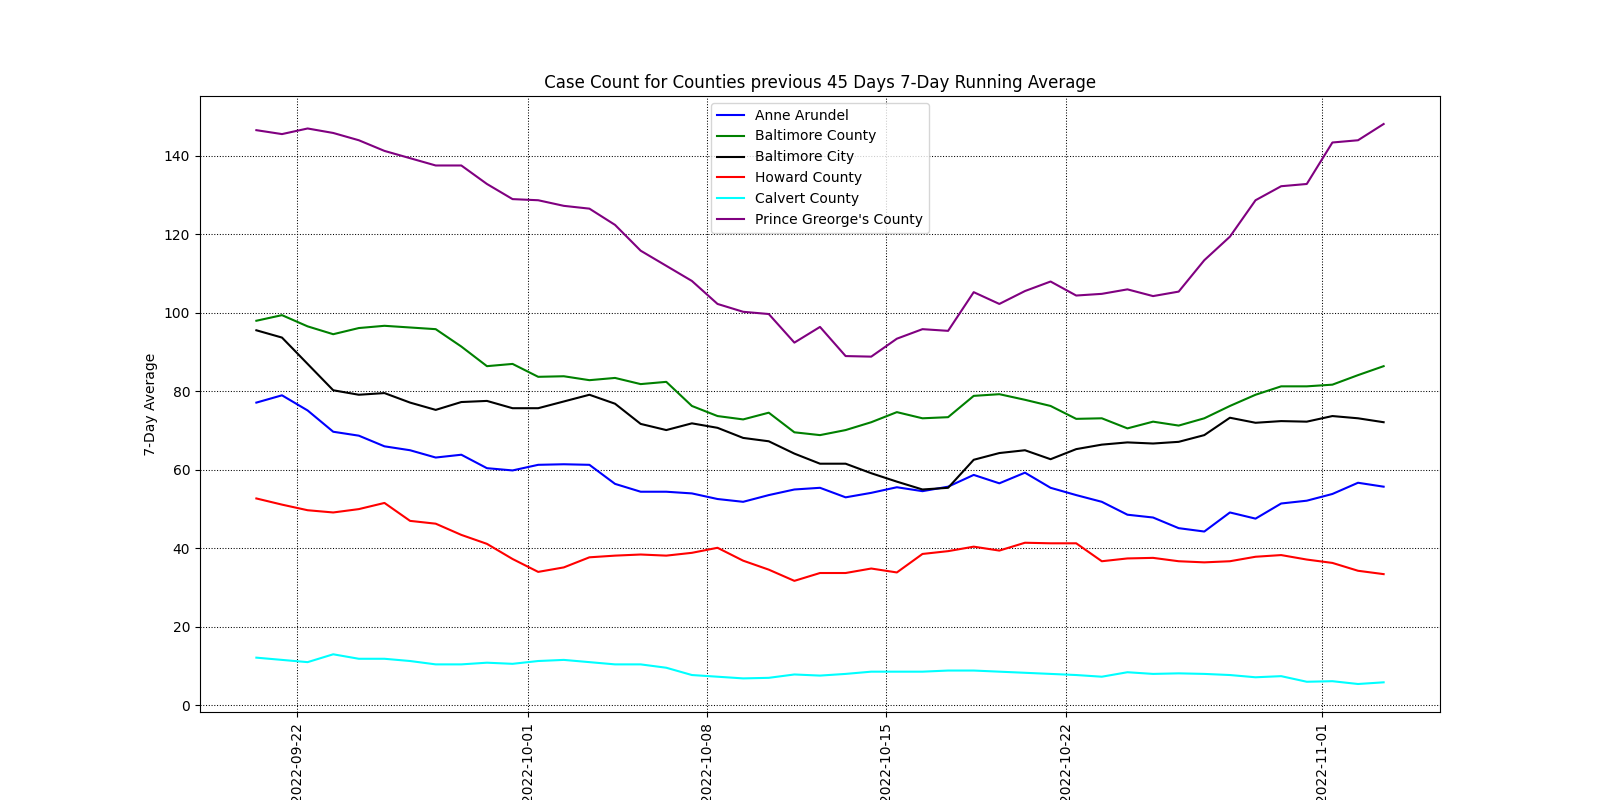 Case Count for Counties previous 45 Days 7-Day Running Average
Anne Arundel
Baltimore County
Baltimore City
Howard County
Calvert County
Prince Greorge's County
7-Day Average
140
120
100
80
60
40
20
0
2022-09-22
2022-10-01
2022-10-08
2022-10-15
2022-10-22
2022-11-01